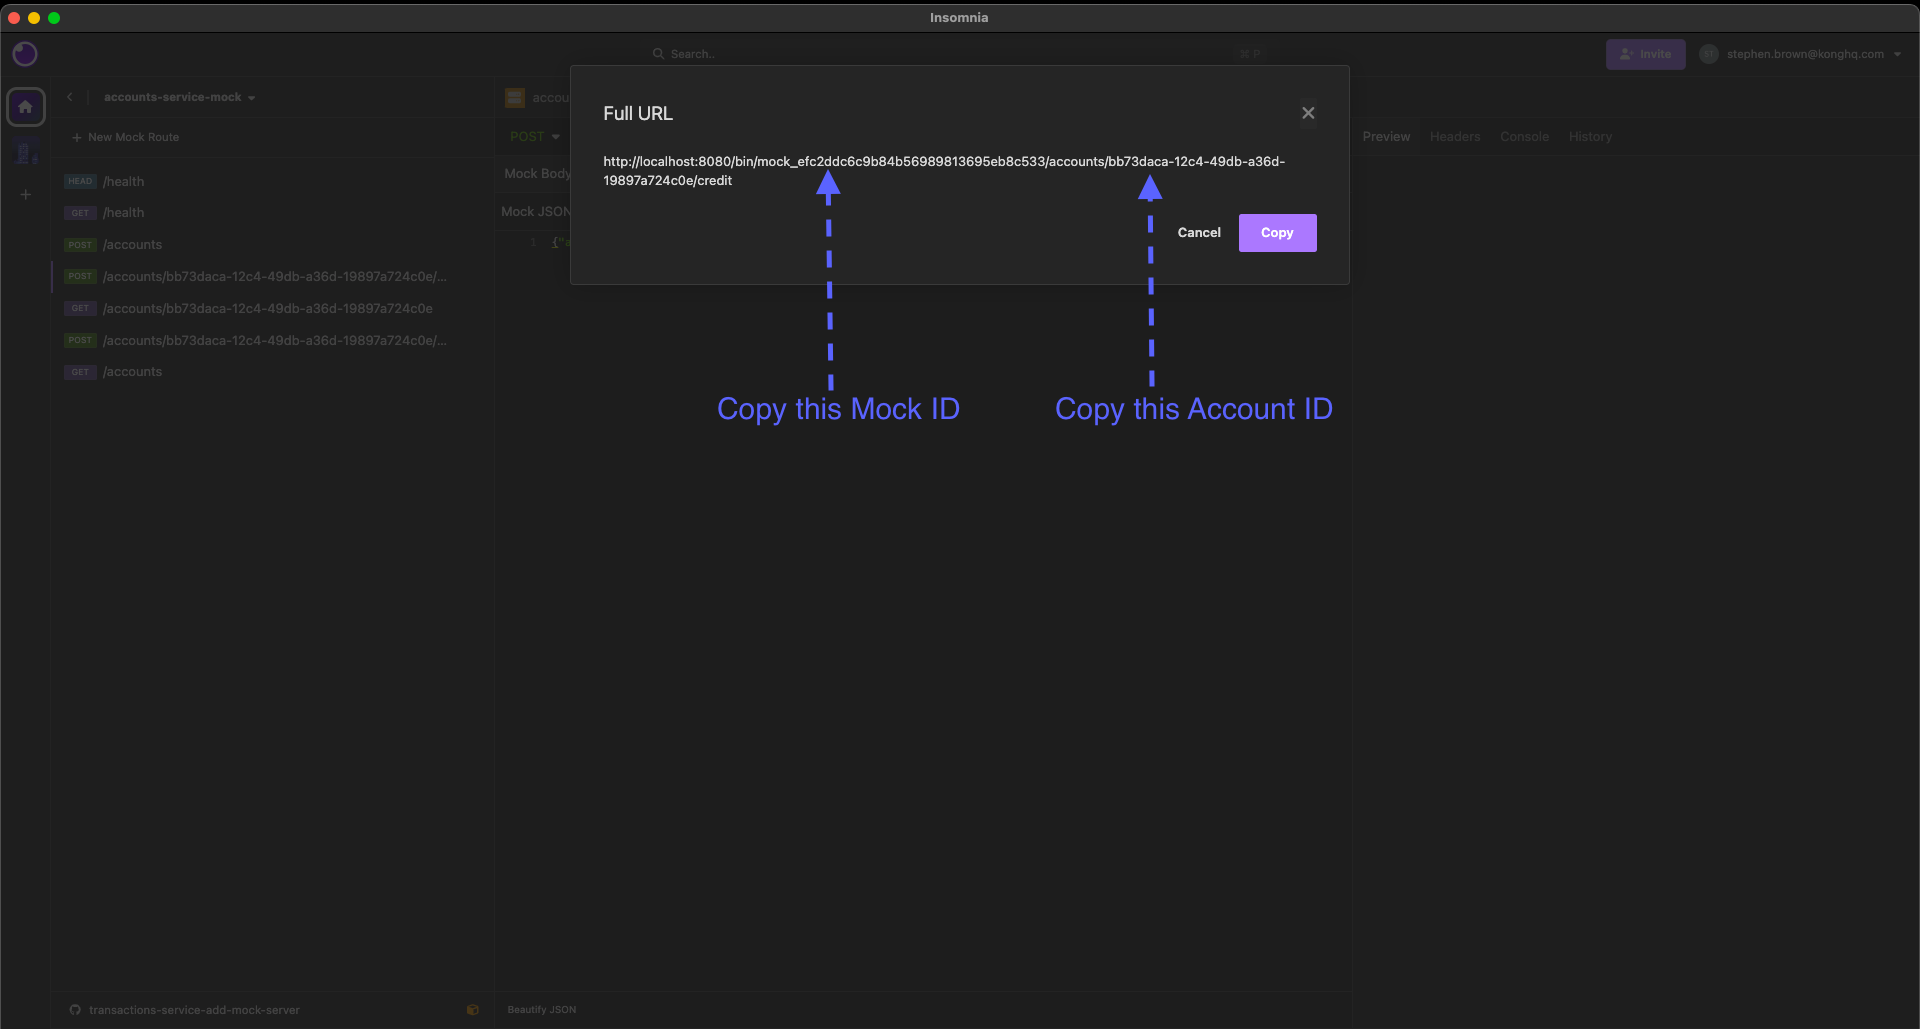 Insomnia
Search..
⌘ P
Invite
stephen.brown@konghq.com
accounts-service-mock
New Mock Route
HEAD /health
GET /health
POST /accounts
POST /accounts/bb73daca-12c4-49db-a36d-19897a724c0e/...
GET /accounts/bb73daca-12c4-49db-a36d-19897a724c0e
POST /accounts/bb73daca-12c4-49db-a36d-19897a724c0e/...
GET /accounts
transactions-service-add-mock-server
accou
POST
Mock Body
Mock JSON
1 {"a
Beautify JSON
Full URL
http://localhost:8080/bin/mock_efc2ddc6c9b84b56989813695eb8c533/accounts/bb73daca-12c4-49db-a36d-
19897a724c0e/credit
Cancel
Copy
Copy this Mock ID
Copy this Account ID
Preview
Headers
Console
History